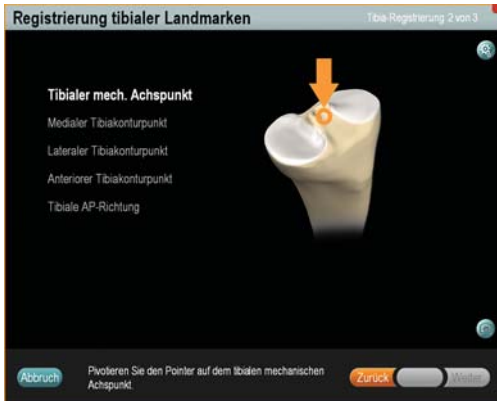 Registrierung tibialer Landmarken
Tibia-Registrierung 2 von 3
Tibialer mech. Achspunkt
Medialer Tibiakonturpunkt
Lateraler Tibiakonturpunkt
Anteriorer Tibiakonturpunkt
Tibiale AP-Richtung
Abbruch
Pivotieren Sie den Pointer auf dem tibialen mechanischen
Achspunkt.
Zurück
Weiter